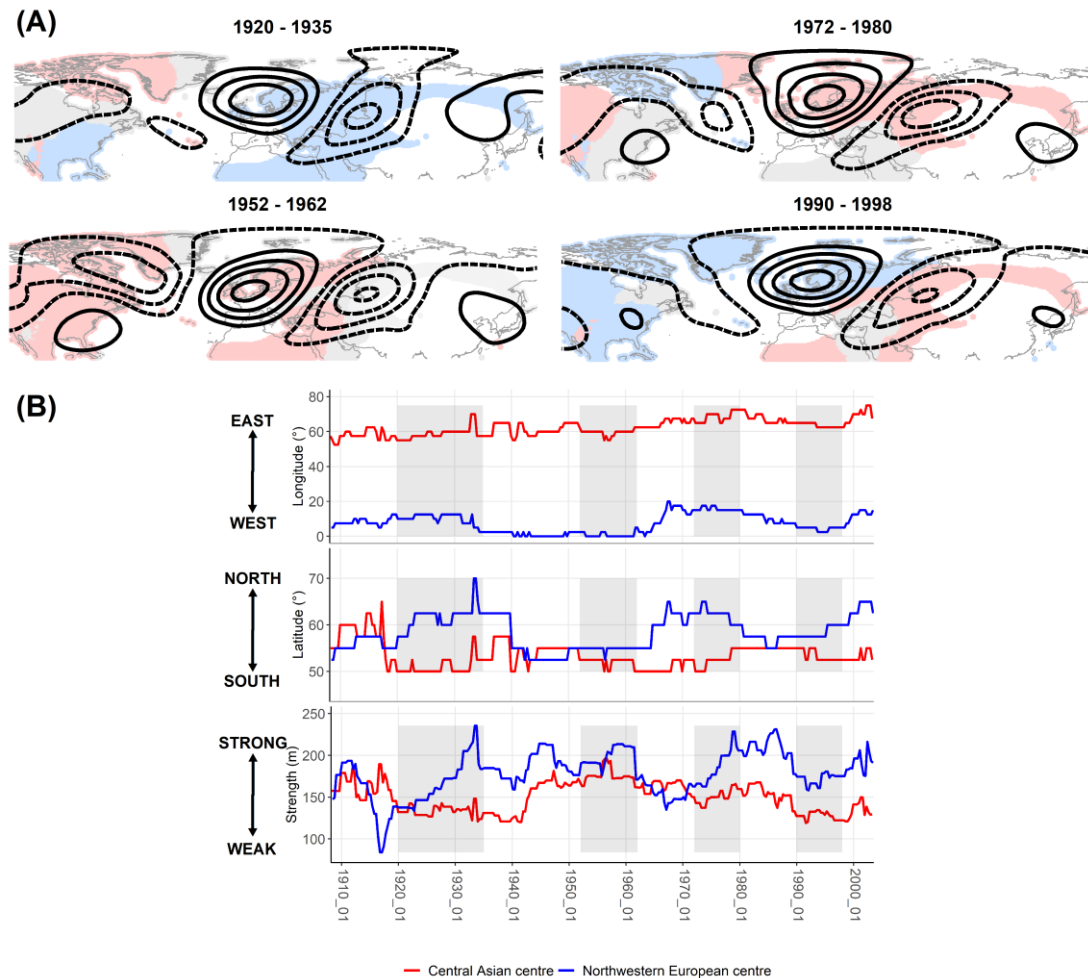 (A)
1920 - 1935
1972 - 1980
1952 - 1962
1990 - 1998
(B)
EAST
WEST
Longitude (°)
80
60
40
20
0
NORTH
SOUTH
Latitude (°)
70
60
50
STRONG
WEAK
Strength (m)
250
200
150
100
1910_01
1920_01
1930_01
1940_01
1950_01
1960_01
1970_01
1980_01
1990_01
2000_01
Central Asian centre
Northwestern European centre